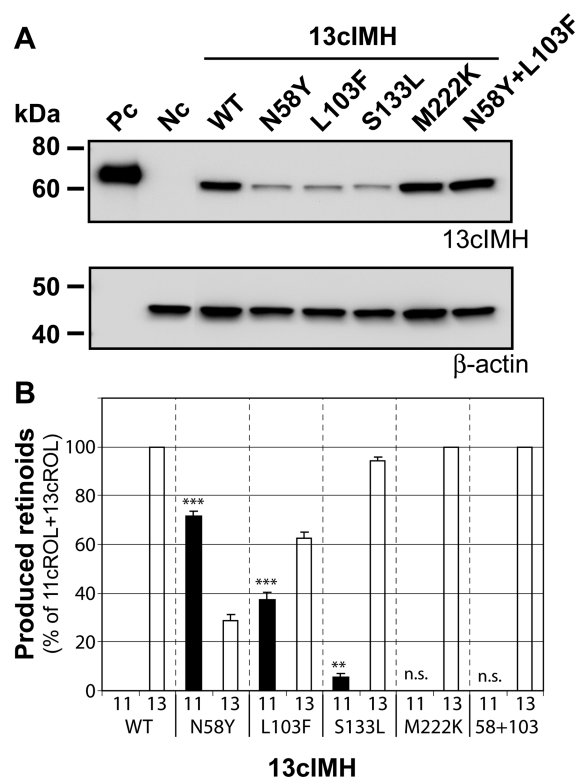 A
13cIMH
kDa
Pc Nc WT N58Y L103F S133L M222K N58Y+L103F
80
60
13cIMH
50
40
β-actin
B
Produced retinoids
(% of 11cROL+13cROL)
100
80
60
40
20
0
*** *** ** n.s. n.s.
11 13 11 13 11 13 11 13 11 13 11 13
WT N58Y L103F S133L M222K 58+103
13cIMH